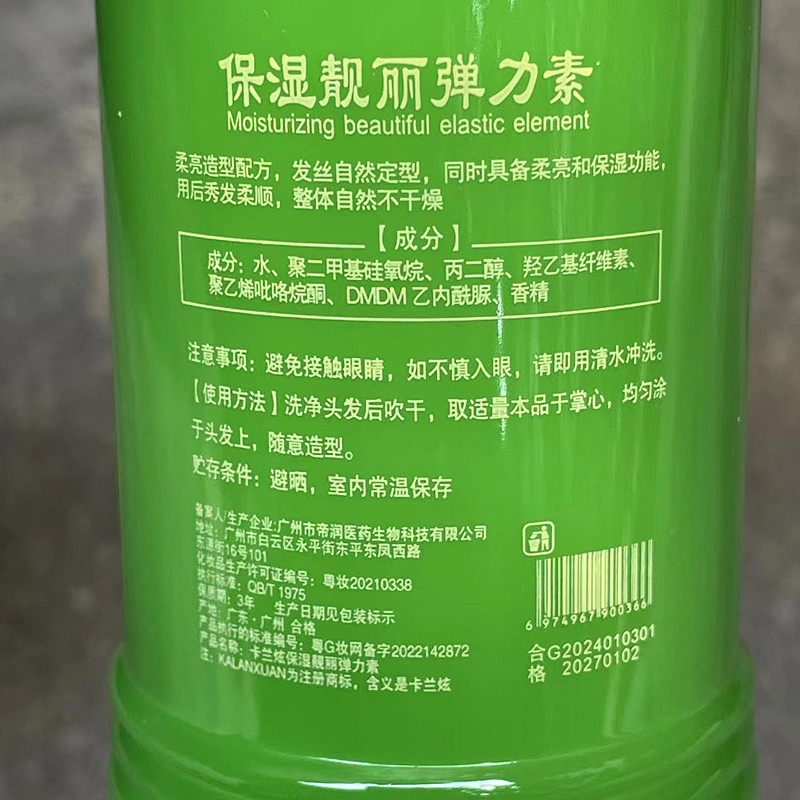 保湿靓丽弹力素
Moisturizing beautiful elastic element
柔亮造型配方，发丝自然定型，同时具备柔亮和保湿功能，
用后秀发柔顺，整体自然不干燥
【成分】
成分：水、聚二甲基硅氧烷、丙二醇、羟乙基纤维素、
聚乙烯吡咯烷酮、DMDM 乙内酰脲、香精
注意事项：避免接触眼睛，如不慎入眼，请即用清水冲洗。
【使用方法】洗净头发后吹干，取适量本品于掌心，均匀涂
于头发上，随意造型。
贮存条件：避晒，室内常温保存
备案人/生产企业:广州市帝润医药生物科技有限公司
地址：广州市白云区永平街东平东凤西路
东道街16号101
化妆品生产许可证编号：粤妆20210338
执行标准：QB/T 1975
保质期：3年 生产日期见包装标示
产地：广东·广州 合格
产品执行的标准编号：粤G妆网备字2022142872
产品名称：卡兰炫保湿靓丽弹力素
注：KALANXUAN为注册商标，含义是卡兰炫
6 974967 900366
合G2024010301
格 20270102